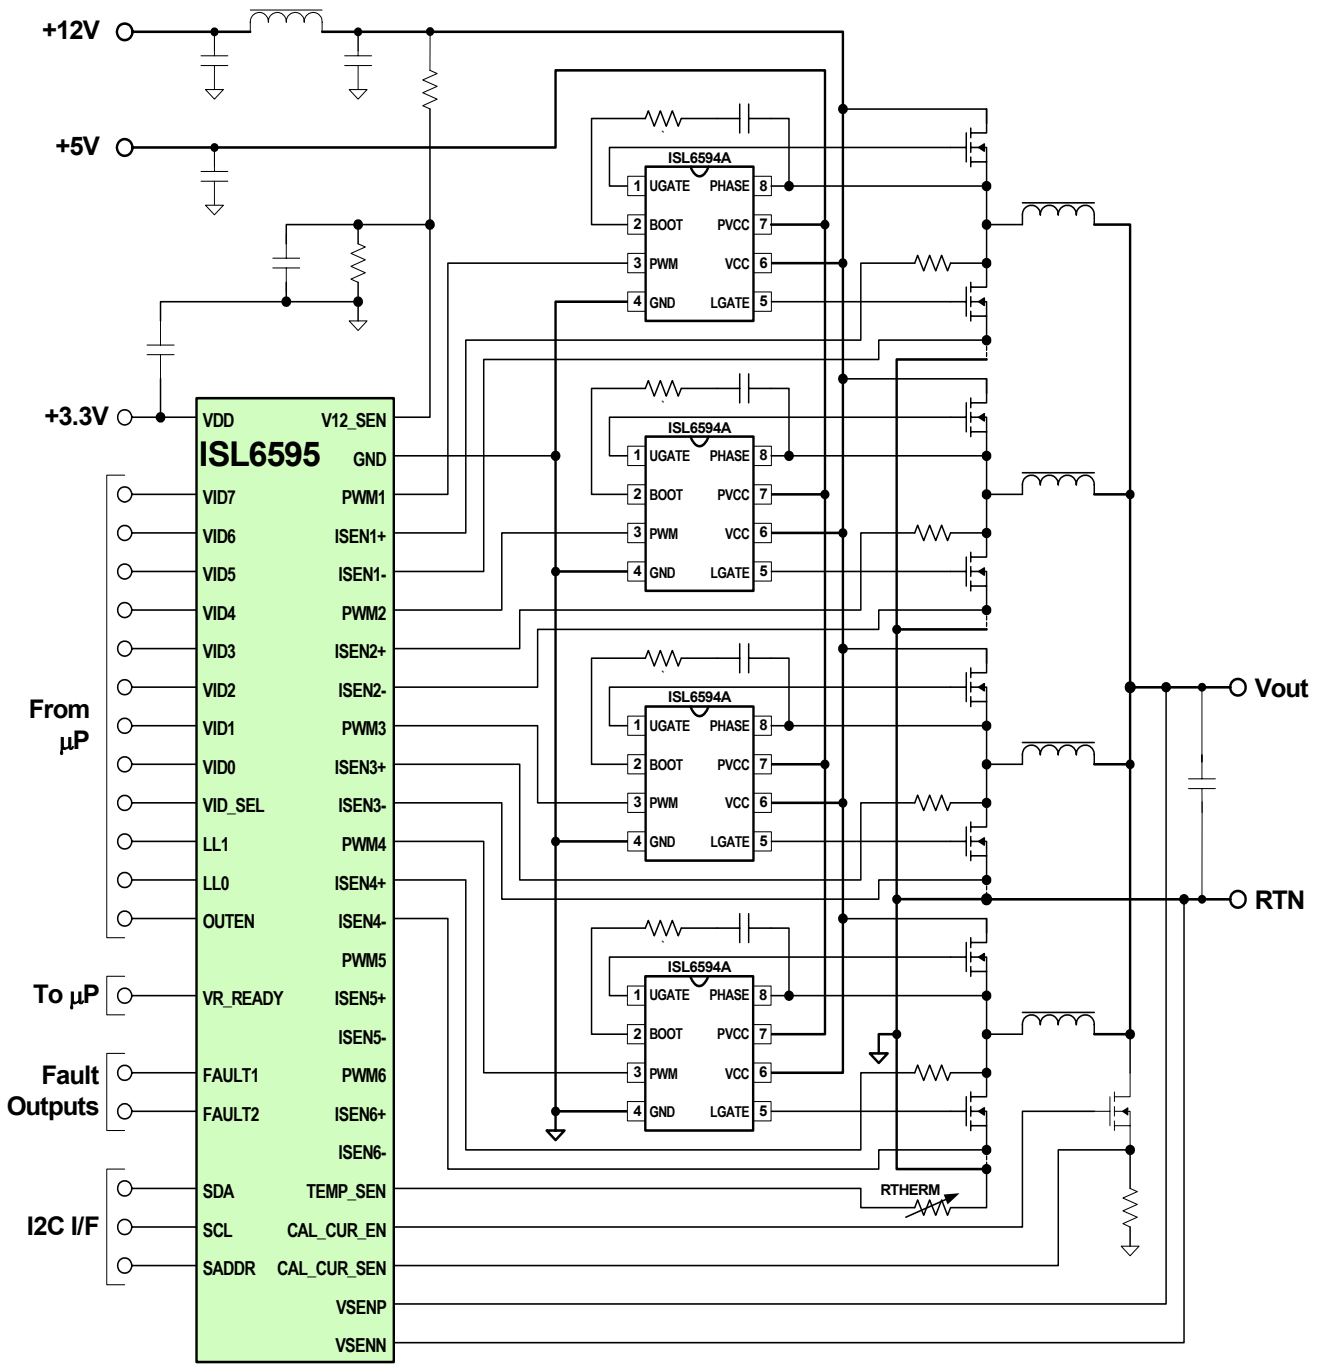 +12V
+5V
+3.3V
ISL6595
VDD
VID7
VID6
VID5
VID4
VID3
VID2
VID1
VID0
VID_SEL
LL1
LL0
OUTEN
VR_READY
FAULT1
FAULT2
SDA
SCL
SADDR
V12_SEN
GND
PWM1
ISEN1+
ISEN1-
PWM2
ISEN2+
ISEN2-
PWM3
ISEN3+
ISEN3-
PWM4
ISEN4+
ISEN4-
PWM5
ISEN5+
ISEN5-
PWM6
ISEN6+
ISEN6-
TEMP_SEN
CAL_CUR_EN
CAL_CUR_SEN
VSENP
VSENN
From
µP
To µP
Fault
Outputs
I2C I/F
ISL6594A
1 UGATE PHASE 8
2 BOOT PVCC 7
3 PWM VCC 6
4 GND LGATE 5
ISL6594A
1 UGATE PHASE 8
2 BOOT PVCC 7
3 PWM VCC 6
4 GND LGATE 5
ISL6594A
1 UGATE PHASE 8
2 BOOT PVCC 7
3 PWM VCC 6
4 GND LGATE 5
ISL6594A
1 UGATE PHASE 8
2 BOOT PVCC 7
3 PWM VCC 6
4 GND LGATE 5
RTHERM
Vout
RTN